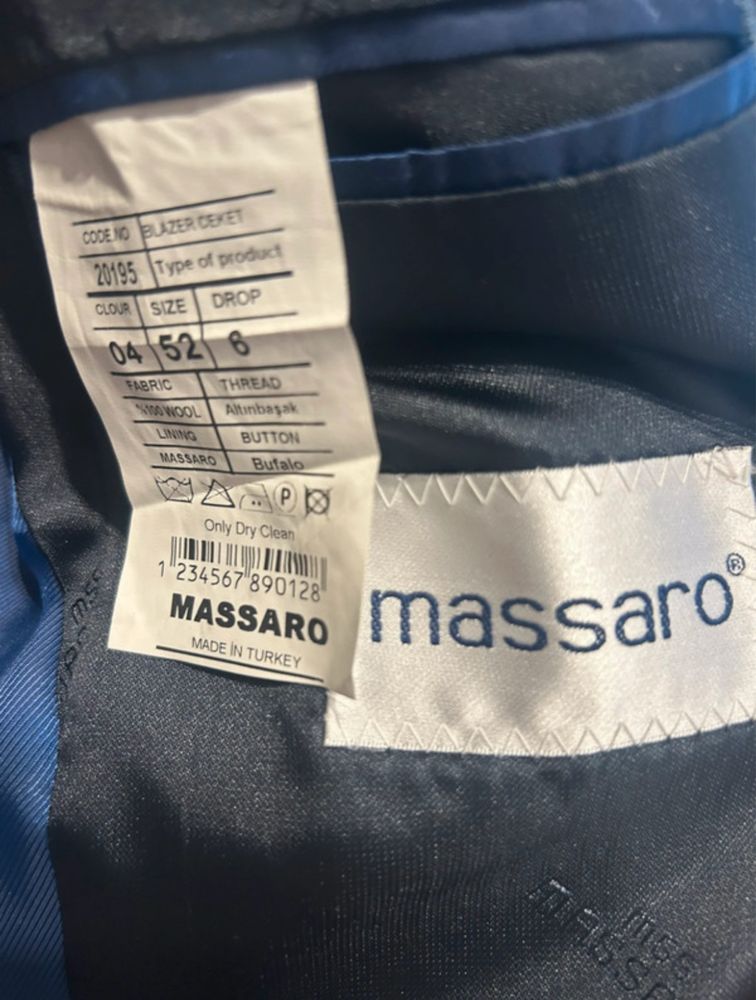 CODE.NO BLAZER CEKET
20195 Type of product
CLOUR SIZE DROP
04 52 6
FABRIC THREAD
%100 WOOL Altınbaşak
LINING BUTTON
MASSARO Bufalo
P
Only Dry Clean
1 234567 890128
MASSARO
MADE İN TURKEY
massaro®